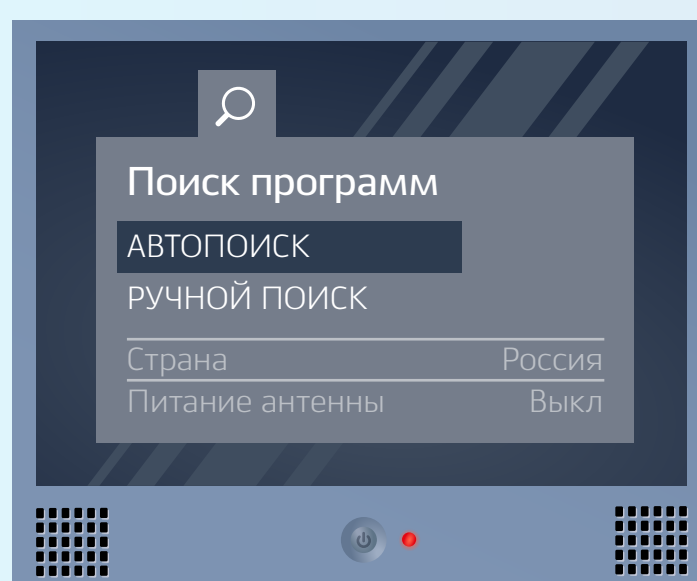 Поиск программ
АВТОПОИСК
РУЧНОЙ ПОИСК
Страна Россия
Питание антенны Выкл